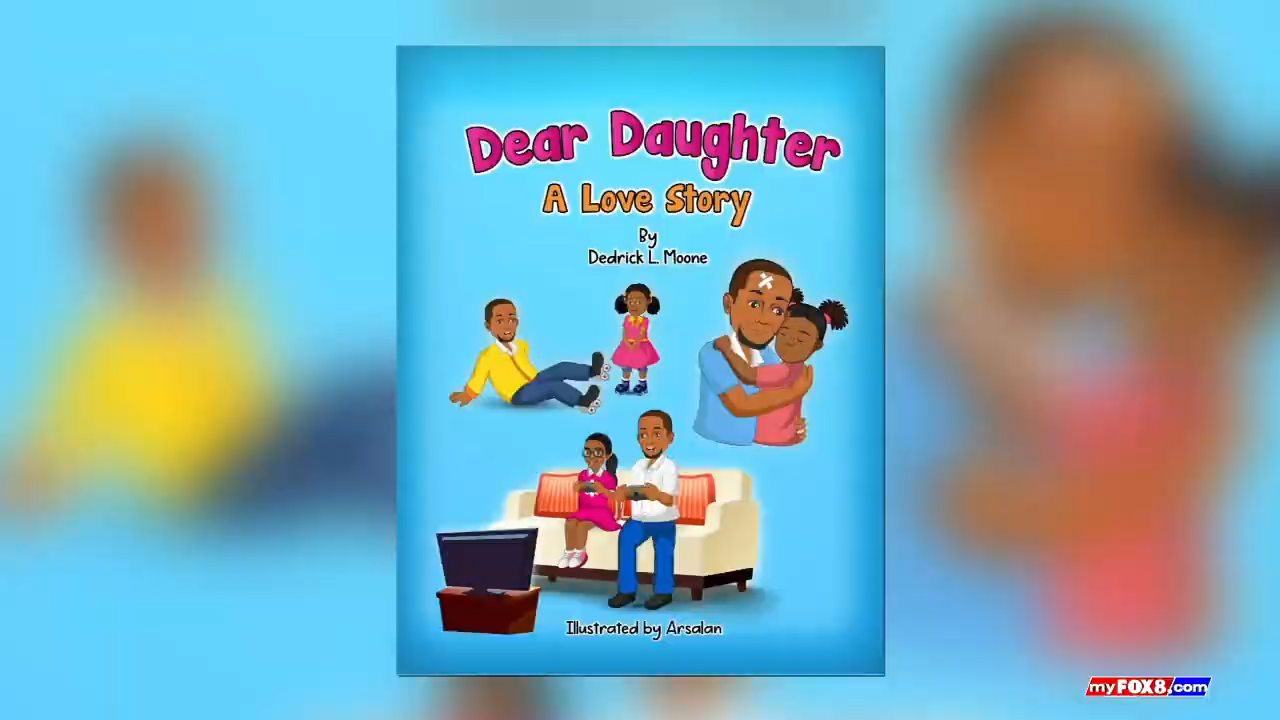 Dear Daughter
A Love Story
By
Dedrick L. Moone
Illustrated by Arsalan
myFOX8.com